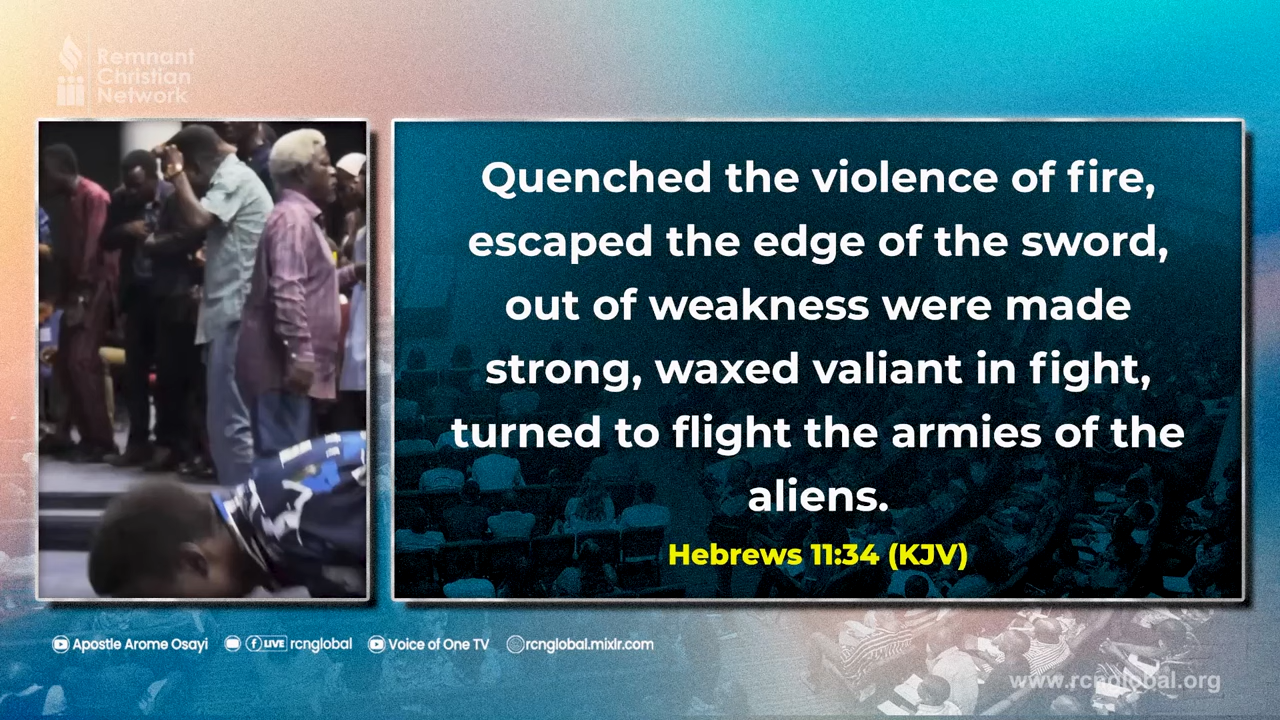 Remnant
Christian
Network
Quenched the violence of fire,
escaped the edge of the sword,
out of weakness were made
strong, waxed valiant in fight,
turned to flight the armies of the
aliens.
Hebrews 11:34 (KJV)
Apostle Arome Osayi LIVE rcnglobal Voice of One TV rcnglobal.mixlr.com
www.rcnglobal.org